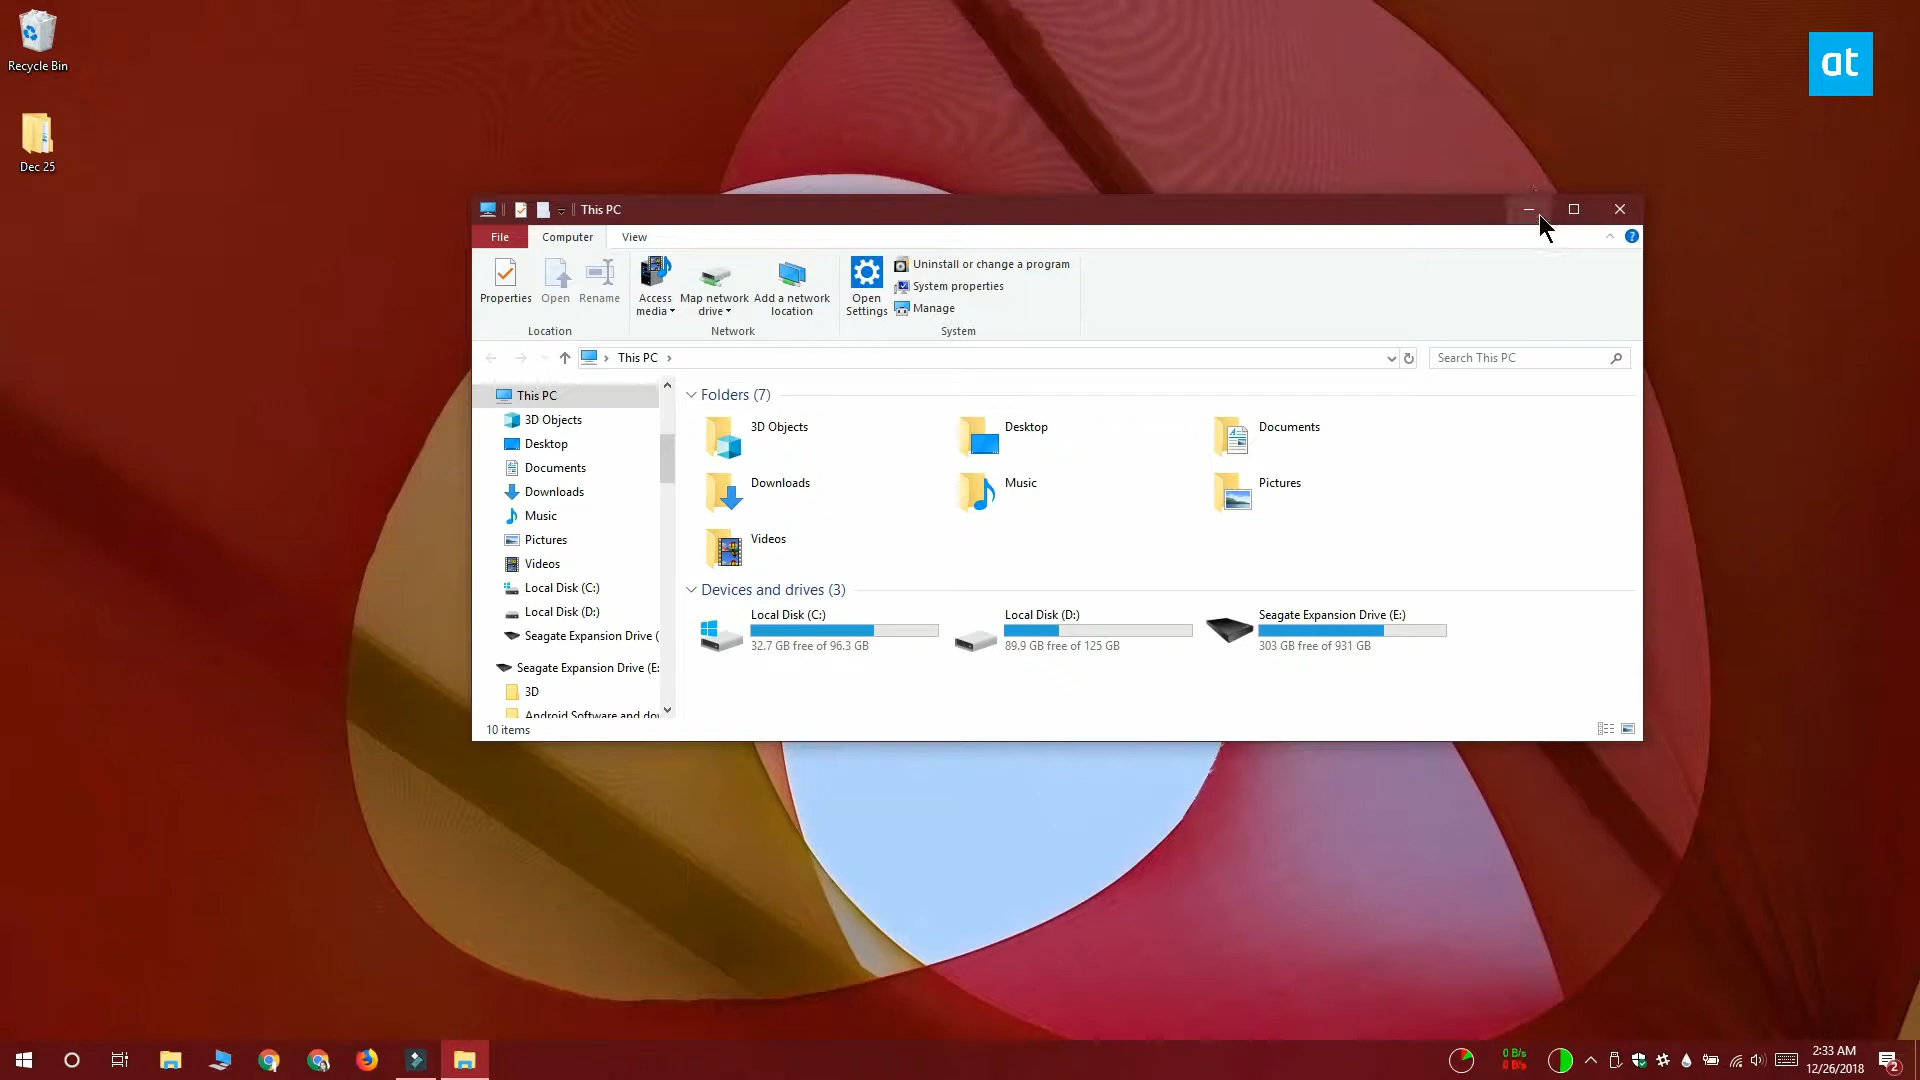 Recycle Bin
Dec 25
at
This PC
File Computer View
Properties Open Rename Access media Map network drive Add a network location Open Settings
Uninstall or change a program
System properties
Manage
Location Network System
This PC
Search This PC
This PC
3D Objects
Desktop
Documents
Downloads
Music
Pictures
Videos
Local Disk (C:)
Local Disk (D:)
Seagate Expansion Drive (
Seagate Expansion Drive (E:
3D
Android Software and do
Folders (7)
3D Objects Desktop Documents
Downloads Music Pictures
Videos
Devices and drives (3)
Local Disk (C:) Local Disk (D:) Seagate Expansion Drive (E:)
32.7 GB free of 96.3 GB 89.9 GB free of 125 GB 303 GB free of 931 GB
10 items
0 B/s
0 B/s
2:33 AM
12/26/2018
2